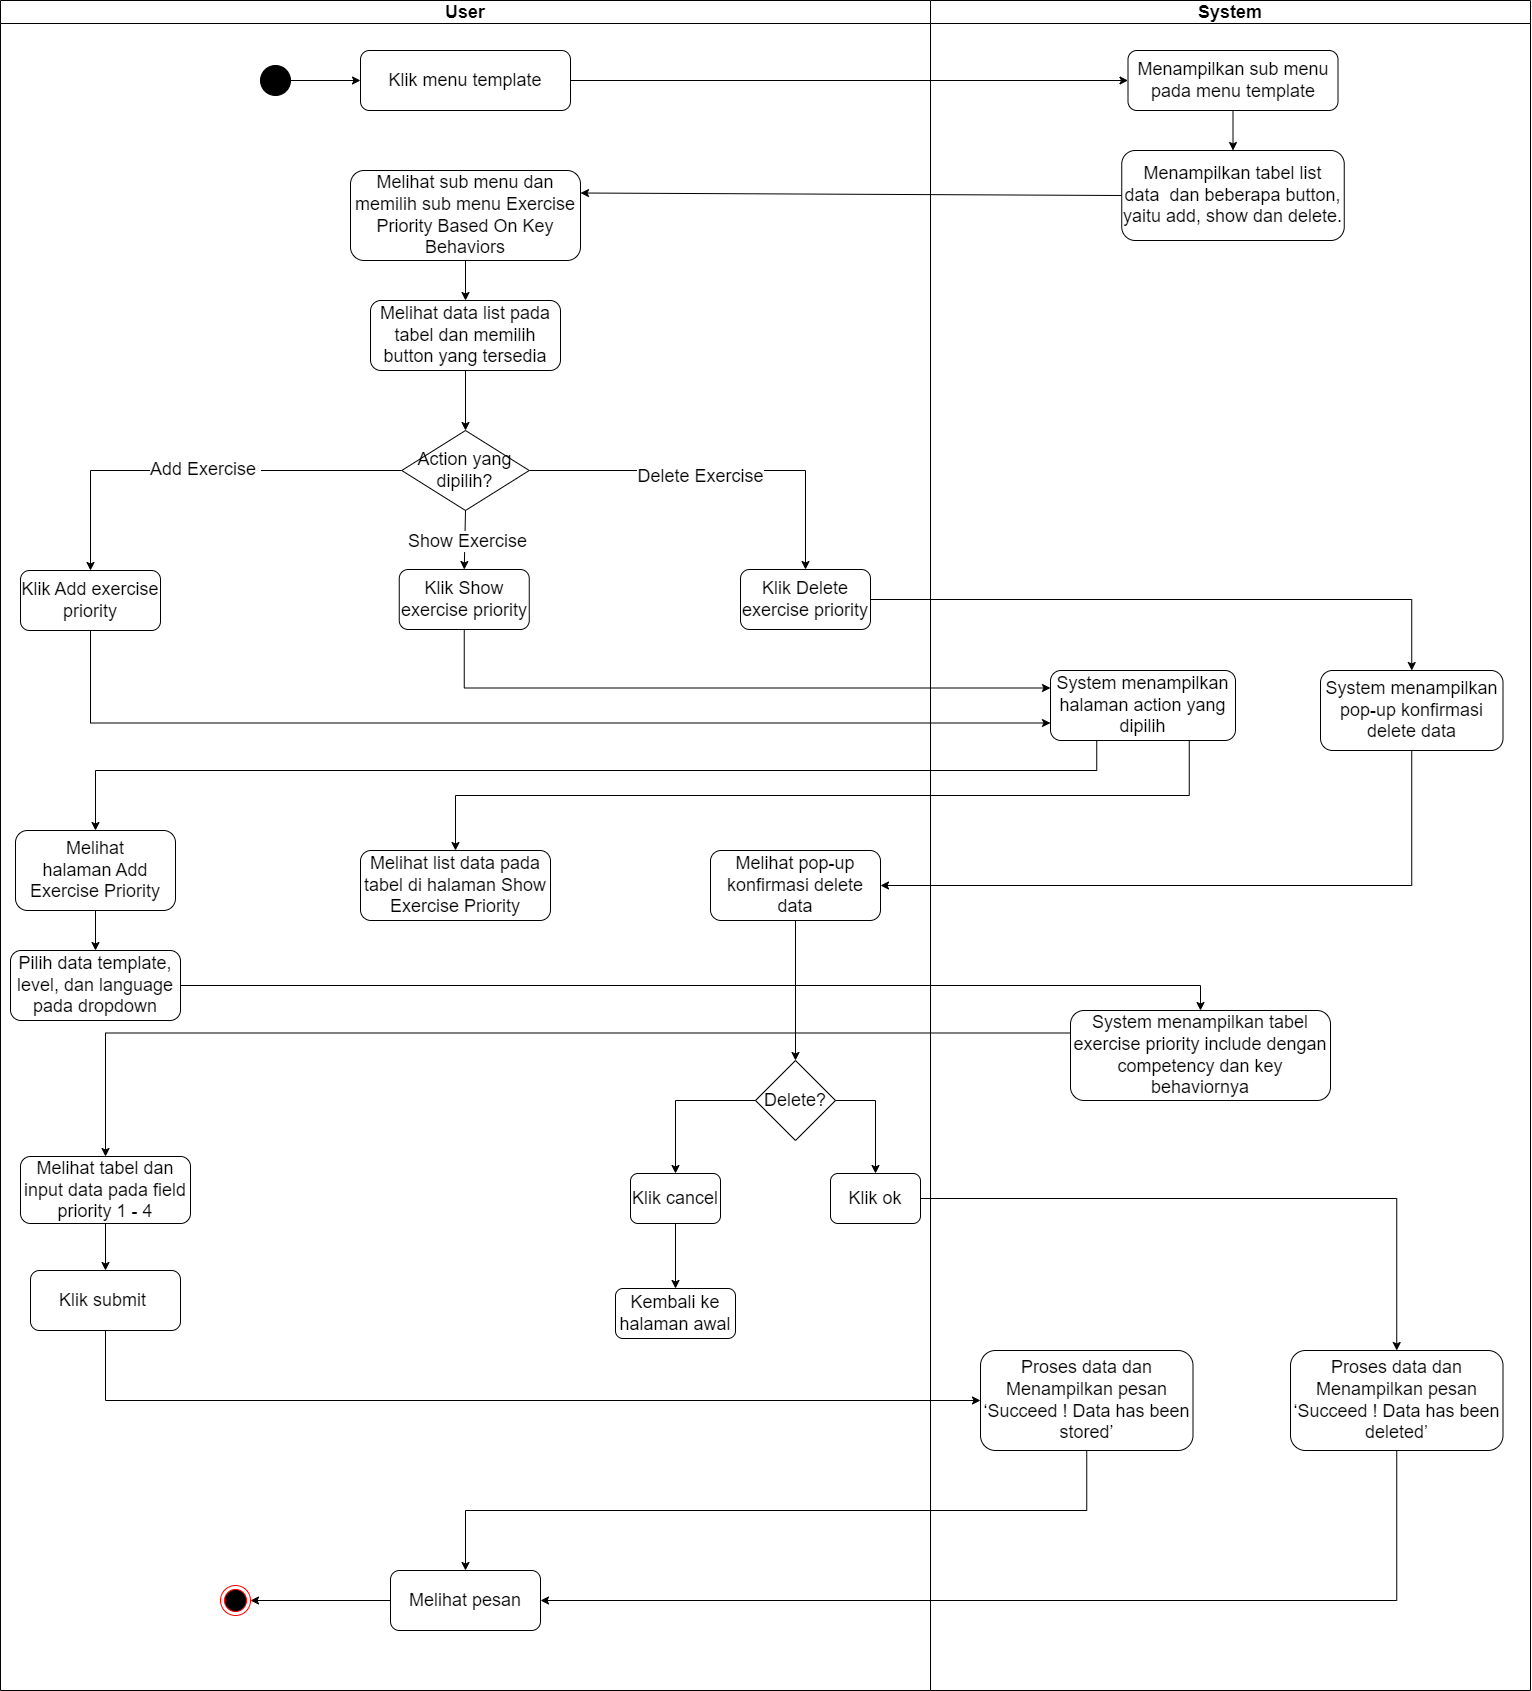 User
System
Klik menu template
Menampilkan sub menu
pada menu template
Menampilkan tabel list
data dan beberapa button,
yaitu add, show dan delete.
Melihat sub menu dan
memilih sub menu Exercise
Priority Based On Key
Behaviors
Melihat data list pada
tabel dan memilih
button yang tersedia
Action yang
dipilih?
Add Exercise
Delete Exercise
Show Exercise
Klik Add exercise
priority
Klik Show
exercise priority
Klik Delete
exercise priority
System menampilkan
halaman action yang
dipilih
System menampilkan
pop-up konfirmasi
delete data
Melihat
halaman Add
Exercise Priority
Melihat list data pada
tabel di halaman Show
Exercise Priority
Melihat pop-up
konfirmasi delete
data
Pilih data template,
level, dan language
pada dropdown
System menampilkan tabel
exercise priority include dengan
competency dan key
behaviornya
Delete?
Melihat tabel dan
input data pada field
priority 1 - 4
Klik cancel
Klik ok
Klik submit
Kembali ke
halaman awal
Proses data dan
Menampilkan pesan
‘Succeed ! Data has been
stored’
Proses data dan
Menampilkan pesan
‘Succeed ! Data has been
deleted’
Melihat pesan